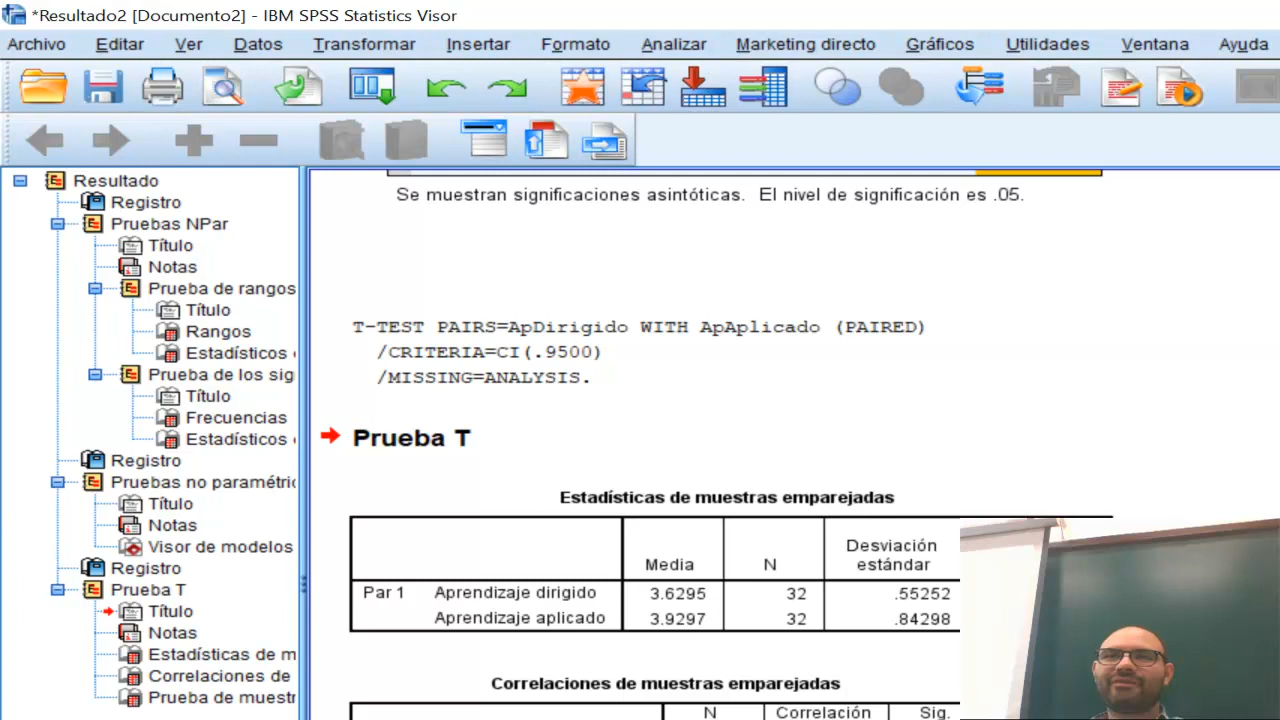 *Resultado2 [Documento2] - IBM SPSS Statistics Visor
Archivo Editar Ver Datos Transformar Insertar Formato Analizar Marketing directo Gráficos Utilidades Ventana Ayuda
Resultado
Registro
Pruebas NPar
Título
Notas
Prueba de rangos
Título
Rangos
Estadísticos
Prueba de los sig
Título
Frecuencias
Estadísticos
Registro
Pruebas no paramétric
Título
Notas
Visor de modelos
Registro
Prueba T
Título
Notas
Estadísticas de m
Correlaciones de
Prueba de muestr
Se muestran significaciones asintóticas. El nivel de significación es .05.
T-TEST PAIRS=ApDirigido WITH ApAplicado (PAIRED)
/CRITERIA=CI(.9500)
/MISSING=ANALYSIS.
Prueba T
Estadísticas de muestras emparejadas
Media N Desviación estándar
Par 1 Aprendizaje dirigido 3.6295 32 .55252
Aprendizaje aplicado 3.9297 32 .84298
Correlaciones de muestras emparejadas
N Correlación Sig.